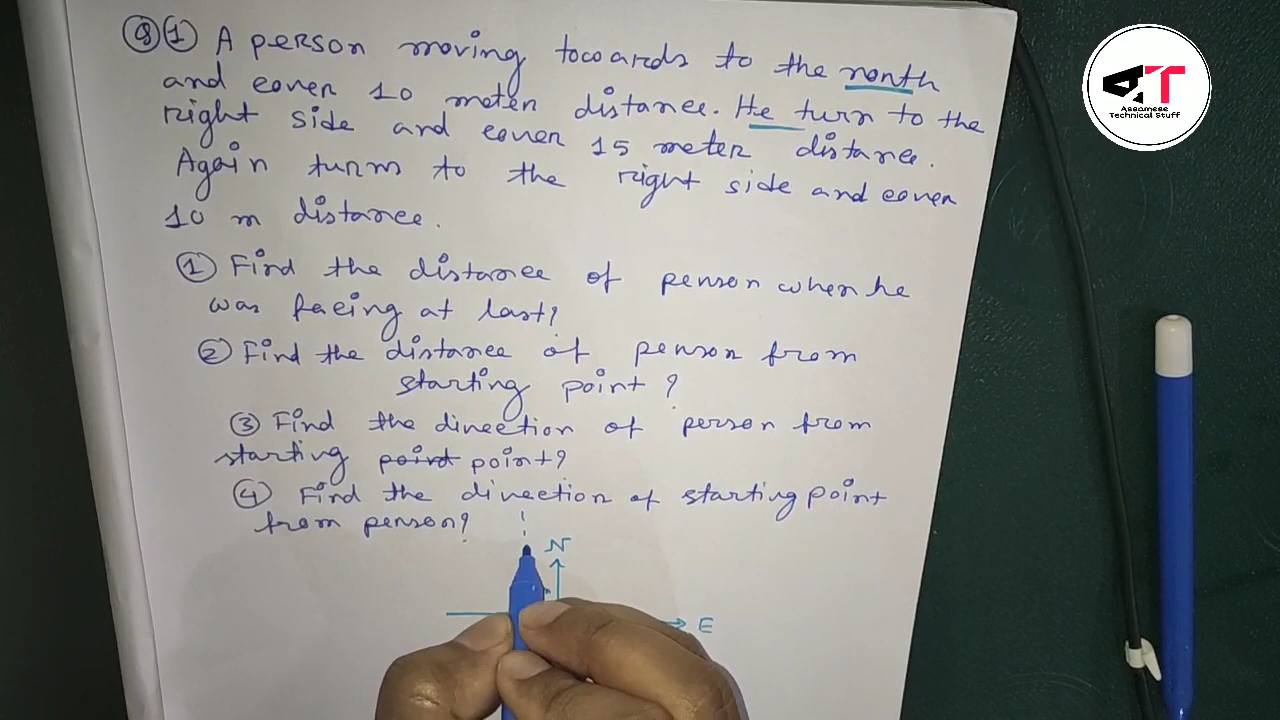 Q 1 A person moving towards to the north
and cover 10 meter distance. He turn to the
right side and cover 15 meter distance.
Again turns to the right side and cover
10 m distance.
1 Find the distance of person when he
was facing at last?
2 Find the distance of person from
starting point ?
3 Find the direction of person from
starting point point?
4 Find the direction of starting point
from person?
N
E
AT
Assamese
Technical Stuff